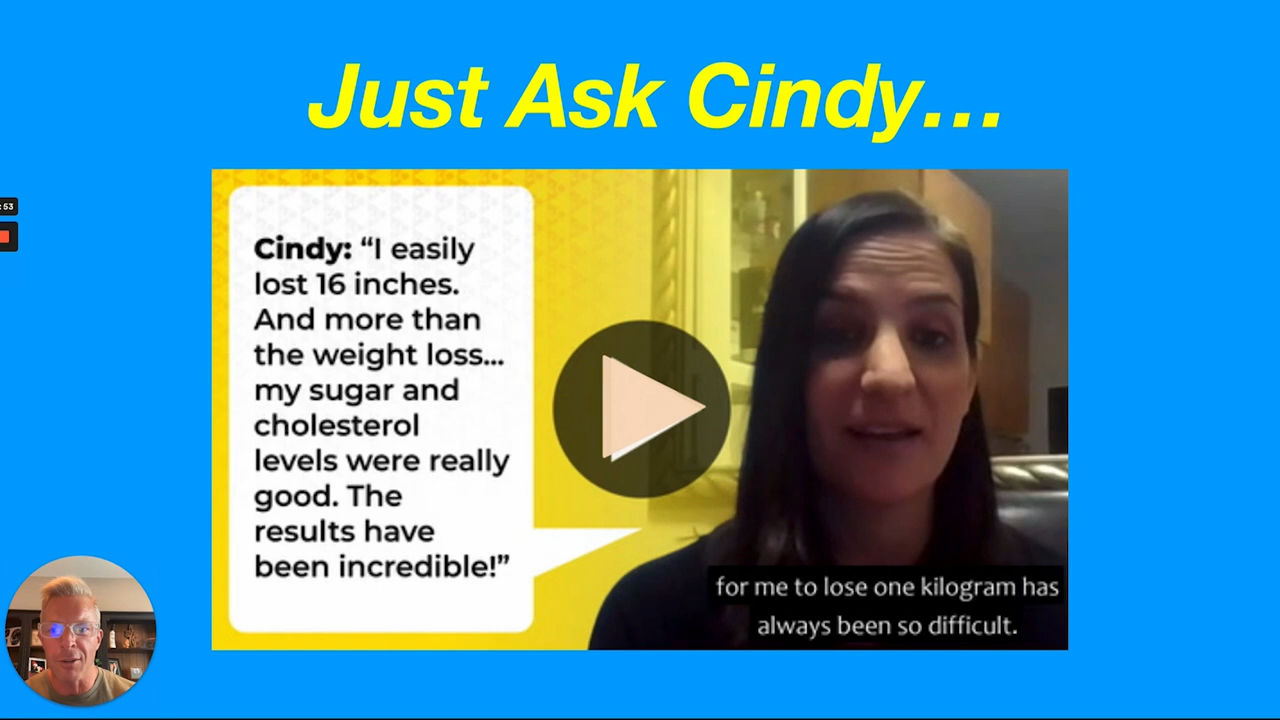 Just Ask Cindy...
:53
Cindy: “I easily
lost 16 inches.
And more than
the weight loss...
my sugar and
cholesterol
levels were really
good. The
results have
been incredible!”
for me to lose one kilogram has
always been so difficult.